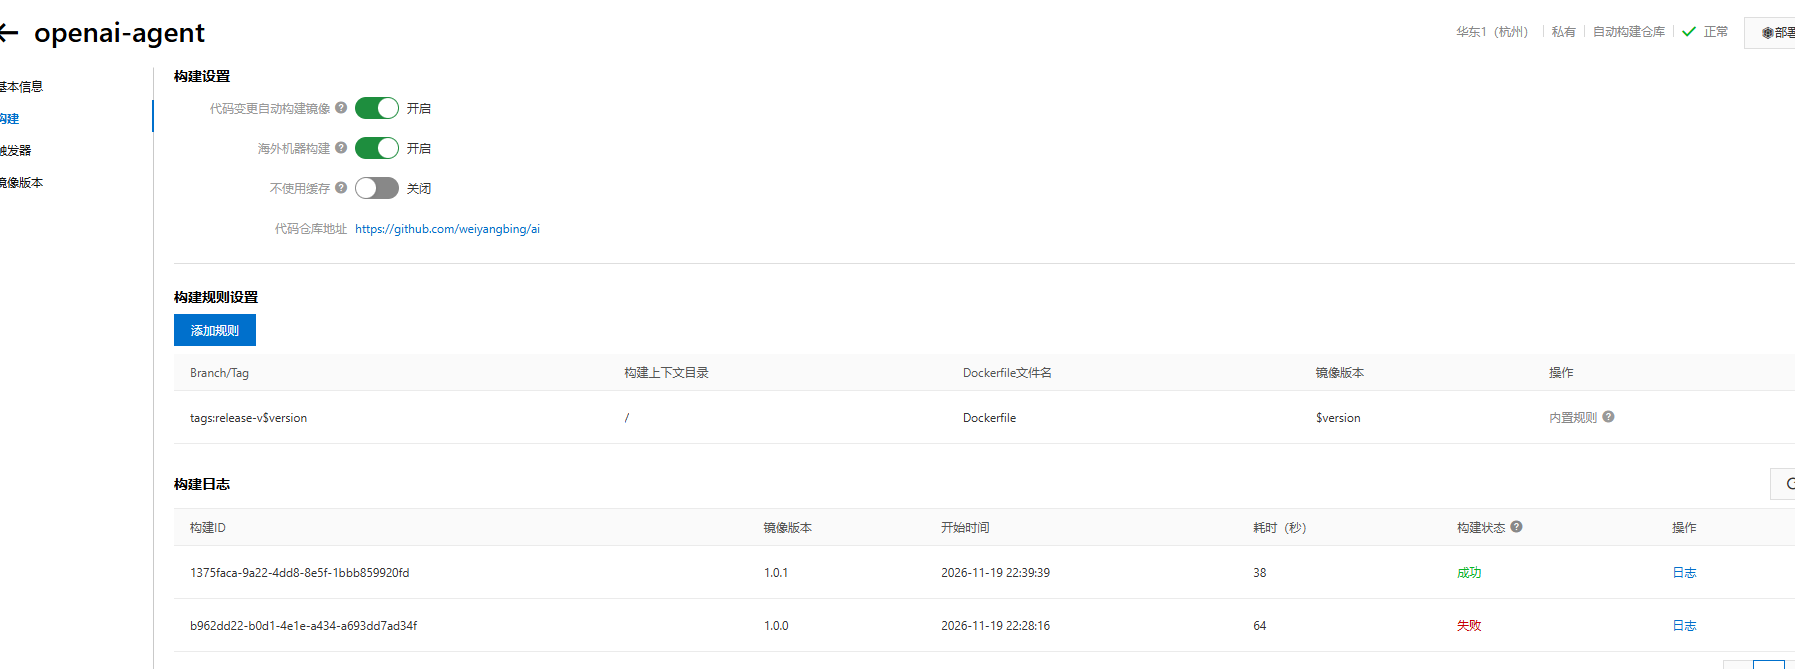 openai-agent
华东1（杭州） 私有 自动构建仓库 正常 部署
基本信息
构建
触发器
镜像版本
构建设置
代码变更自动构建镜像 开启
海外机器构建 开启
不使用缓存 关闭
代码仓库地址 https://github.com/weiyangbing/ai
构建规则设置
添加规则
Branch/Tag 构建上下文目录 Dockerfile文件名 镜像版本 操作
tags:release-v$version / Dockerfile $version 内置规则
构建日志
构建ID 镜像版本 开始时间 耗时（秒） 构建状态 操作
1375faca-9a22-4dd8-8e5f-1bbb859920fd 1.0.1 2026-11-19 22:39:39 38 成功 日志
b962dd22-b0d1-4e1e-a434-a693dd7ad34f 1.0.0 2026-11-19 22:28:16 64 失败 日志